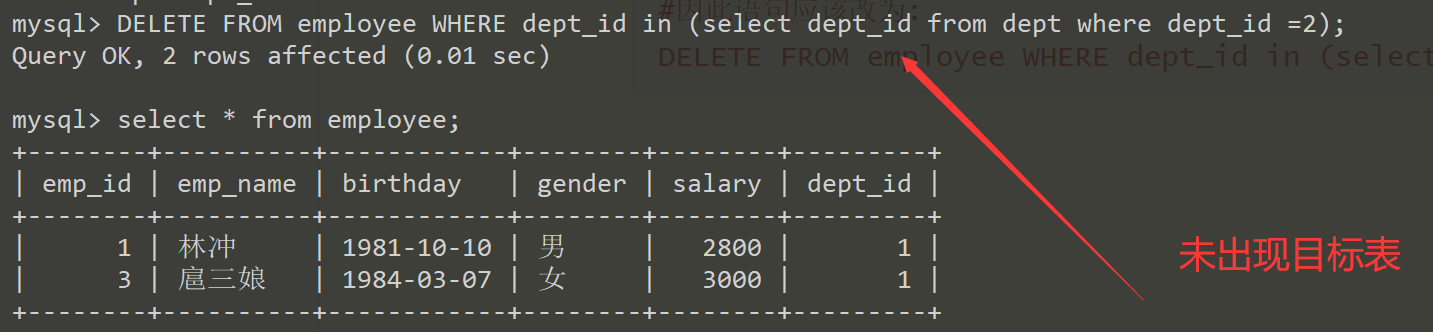 #因此语句应该改为:
mysql> DELETE FROM employee WHERE dept_id in (select dept_id from dept where dept_id =2);
Query OK, 2 rows affected (0.01 sec)
DELETE FROM employee WHERE dept_id in (select
mysql> select * from employee;
+--------+----------+------------+--------+--------+---------+
| emp_id | emp_name | birthday   | gender | salary | dept_id |
+--------+----------+------------+--------+--------+---------+
|      1 | 林冲     | 1981-10-10 | 男     |   2800 |       1 |
|      3 | 扈三娘   | 1984-03-07 | 女     |   3000 |       1 |
+--------+----------+------------+--------+--------+---------+
未出现目标表